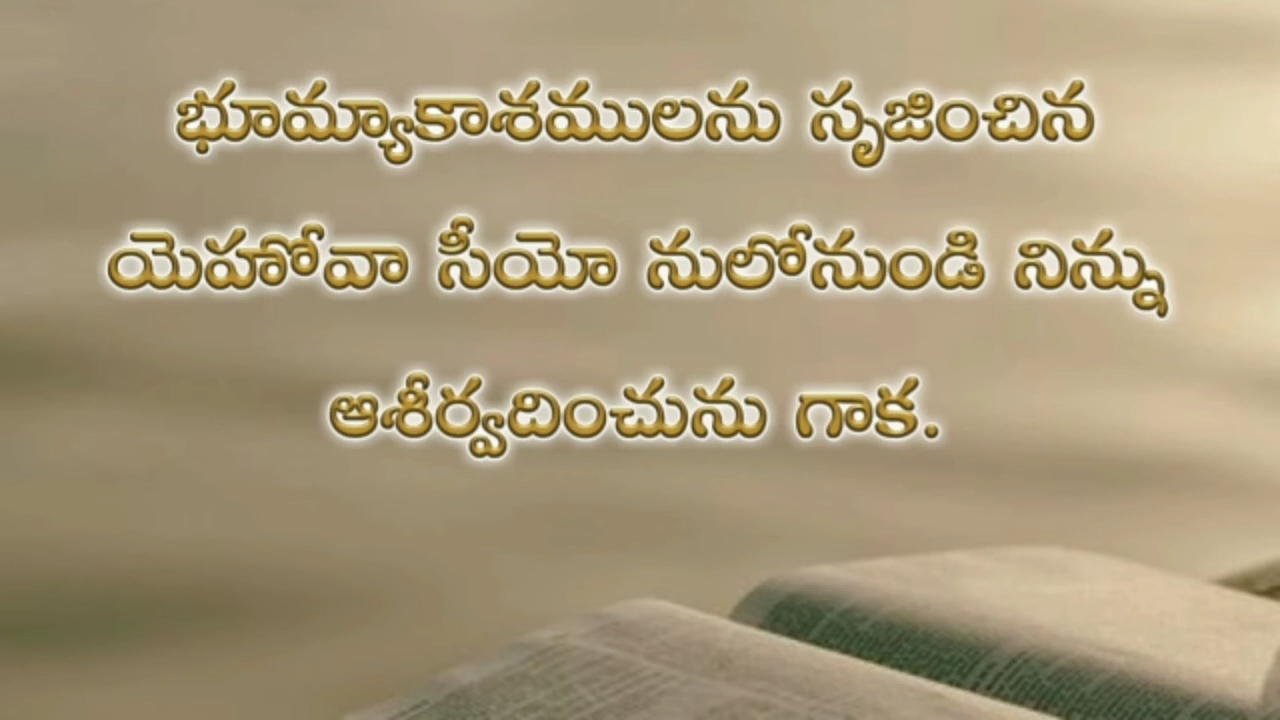 భూమ్యాకాశములను సృజించిన
యెహోవా సీయో నులోనుండి నిన్ను
ఆశీర్వదించును గాక.